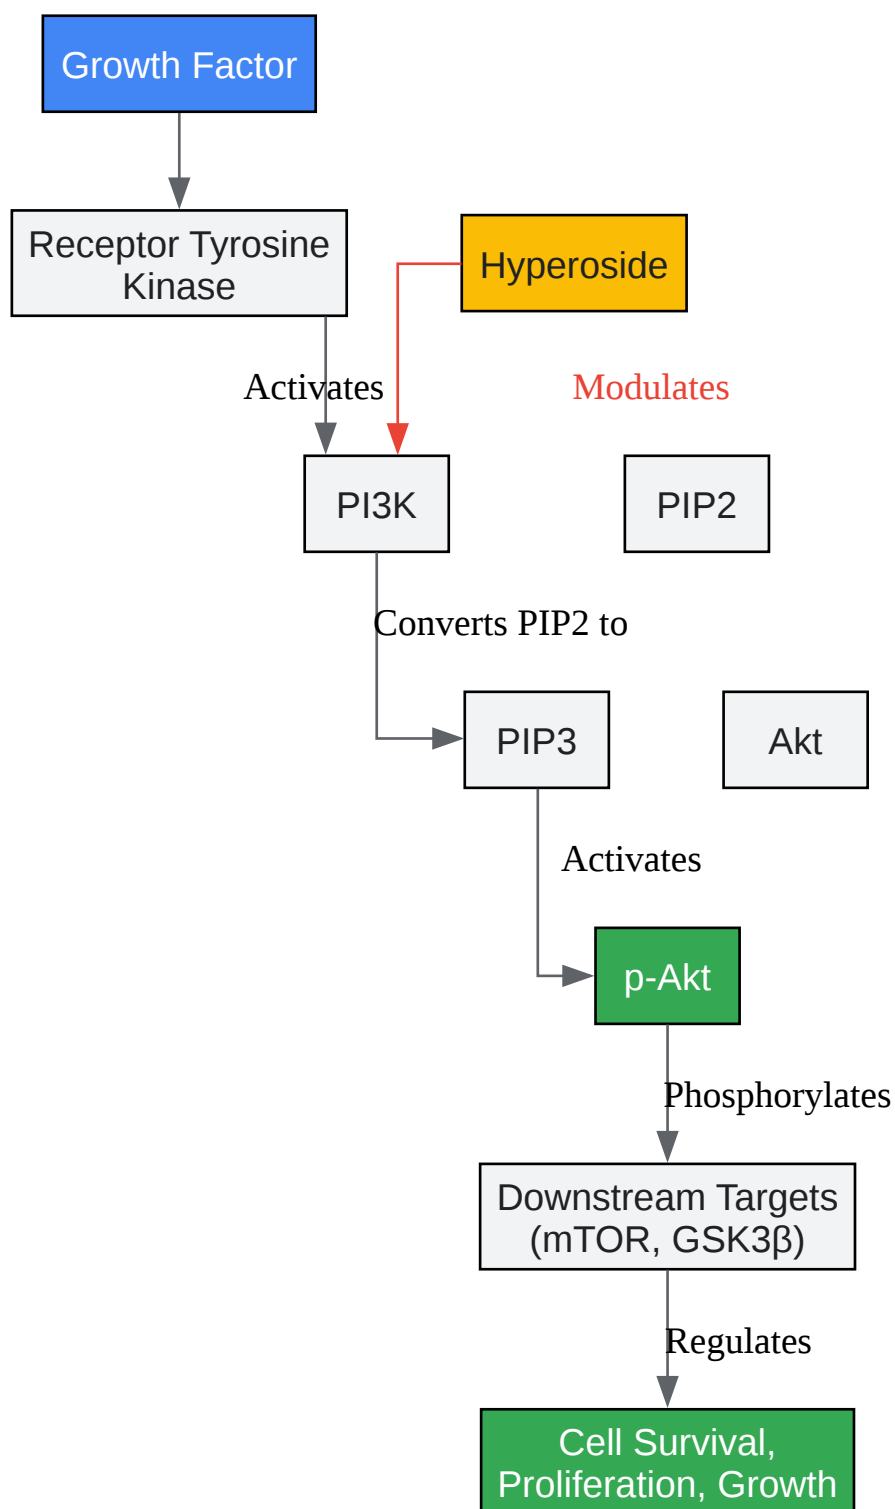 Growth Factor
Receptor Tyrosine
Kinase
Hyperoside
Activates
Modulates
PI3K
PIP2
Converts PIP2 to
PIP3
Akt
Activates
p-Akt
Phosphorylates
Downstream Targets
(mTOR, GSK3β)
Regulates
Cell Survival,
Proliferation, Growth